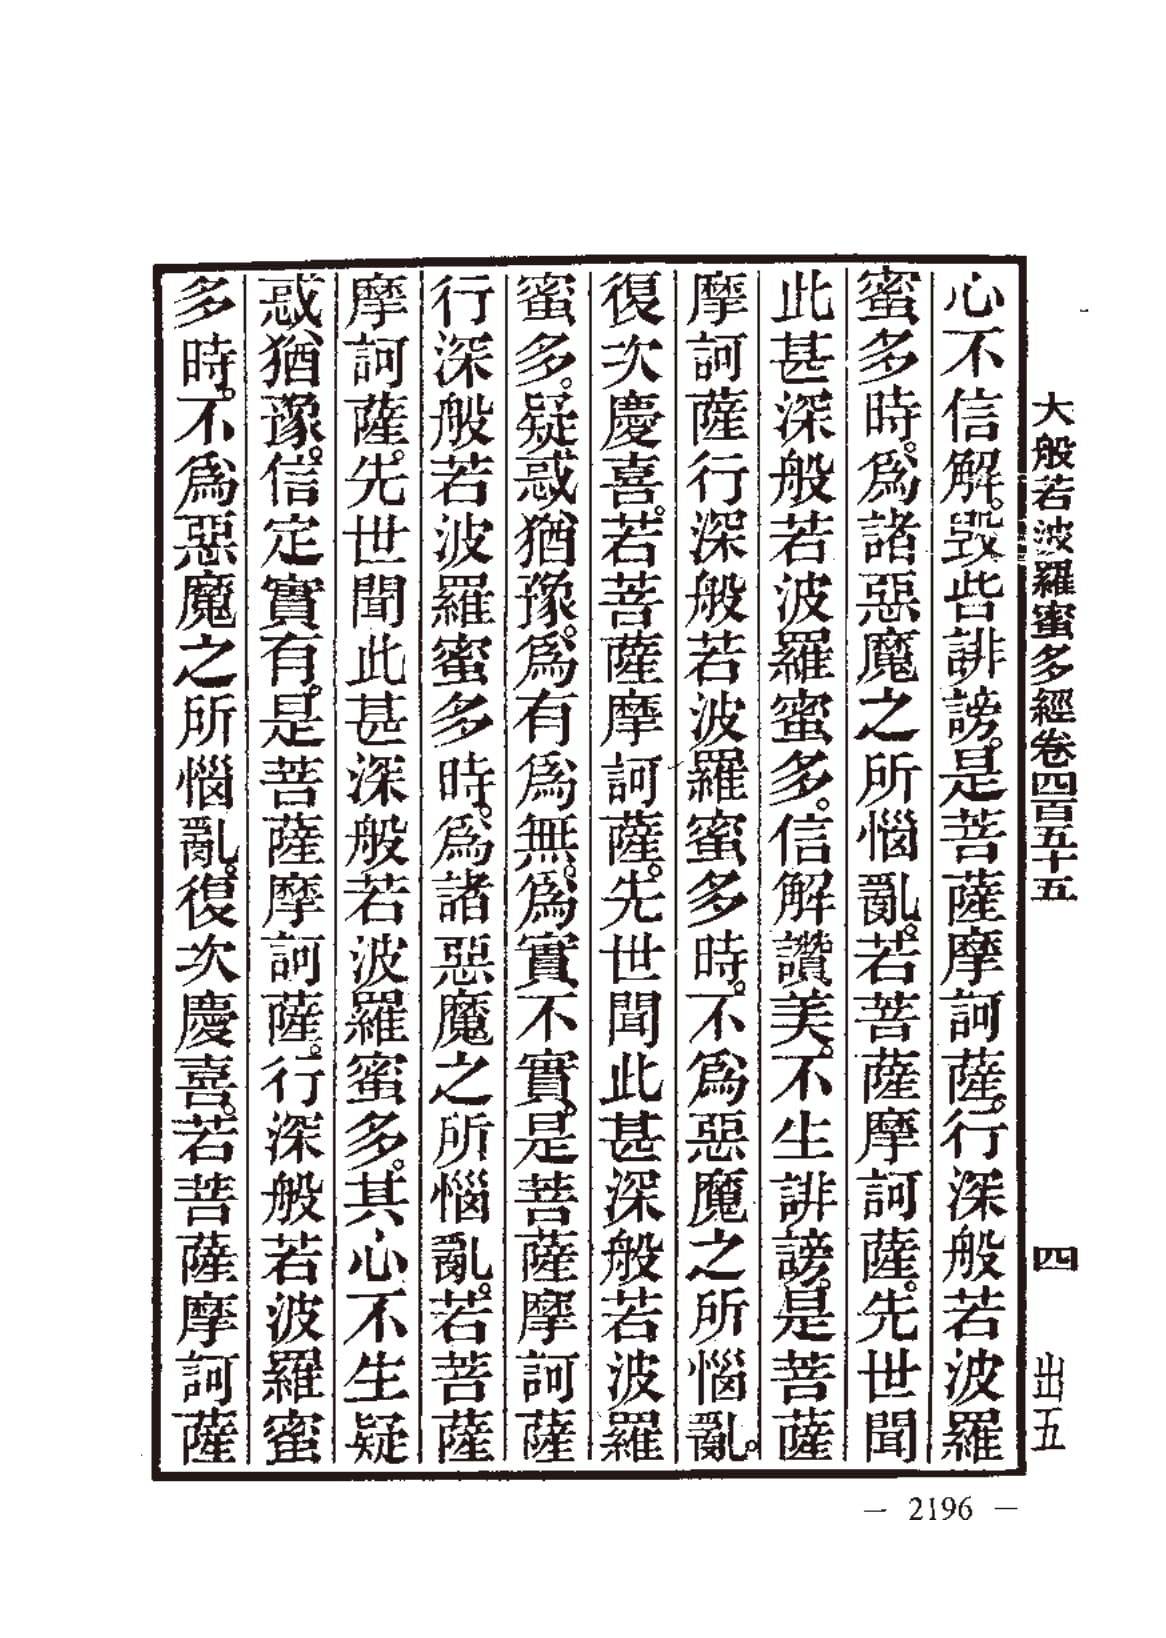 大般若波羅蜜多經卷四百五十五 四 出五
心不信解。毀呰誹謗。是菩薩摩訶薩。行深般若波羅
蜜多時。爲諸惡魔之所惱亂。若菩薩摩訶薩。先世聞
此甚深般若波羅蜜多。信解讚美。不生誹謗。是菩薩
摩訶薩行深般若波羅蜜多時。不爲惡魔之所惱亂。
復次慶喜。若菩薩摩訶薩。先世聞此甚深般若波羅
蜜多。疑惑、猶豫。爲有爲無。爲實不實。是菩薩摩訶薩
行深般若波羅蜜多時。爲諸惡魔之所惱亂。若菩薩
摩訶薩。先世聞此甚深般若波羅蜜多。其心不生疑
惑、猶豫。信定實有。是菩薩摩訶薩。行深般若波羅蜜
多時。不爲惡魔之所惱亂。復次慶喜。若菩薩摩訶薩
— 2196 —